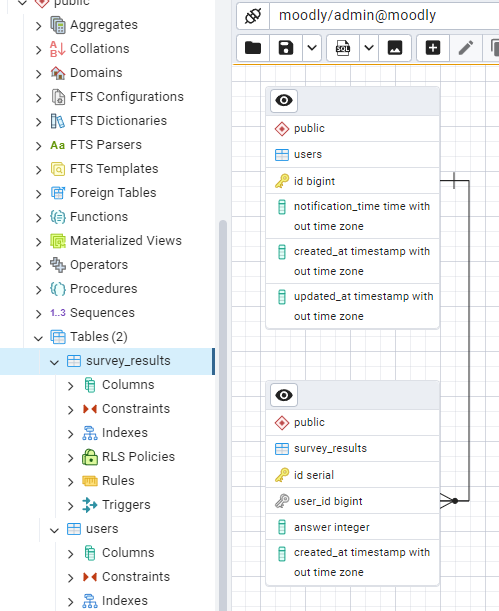 public
Aggregates
Collations
Domains
FTS Configurations
FTS Dictionaries
FTS Parsers
FTS Templates
Foreign Tables
Functions
Materialized Views
Operators
Procedures
1..3 Sequences
Tables (2)
survey_results
Columns
Constraints
Indexes
RLS Policies
Rules
Triggers
users
Columns
Constraints
Indexes
moodly/admin@moodly
SQL
public
users
id bigint
notification_time time with
out time zone
created_at timestamp with
out time zone
updated_at timestamp with
out time zone
public
survey_results
id serial
user_id bigint
answer integer
created_at timestamp with
out time zone